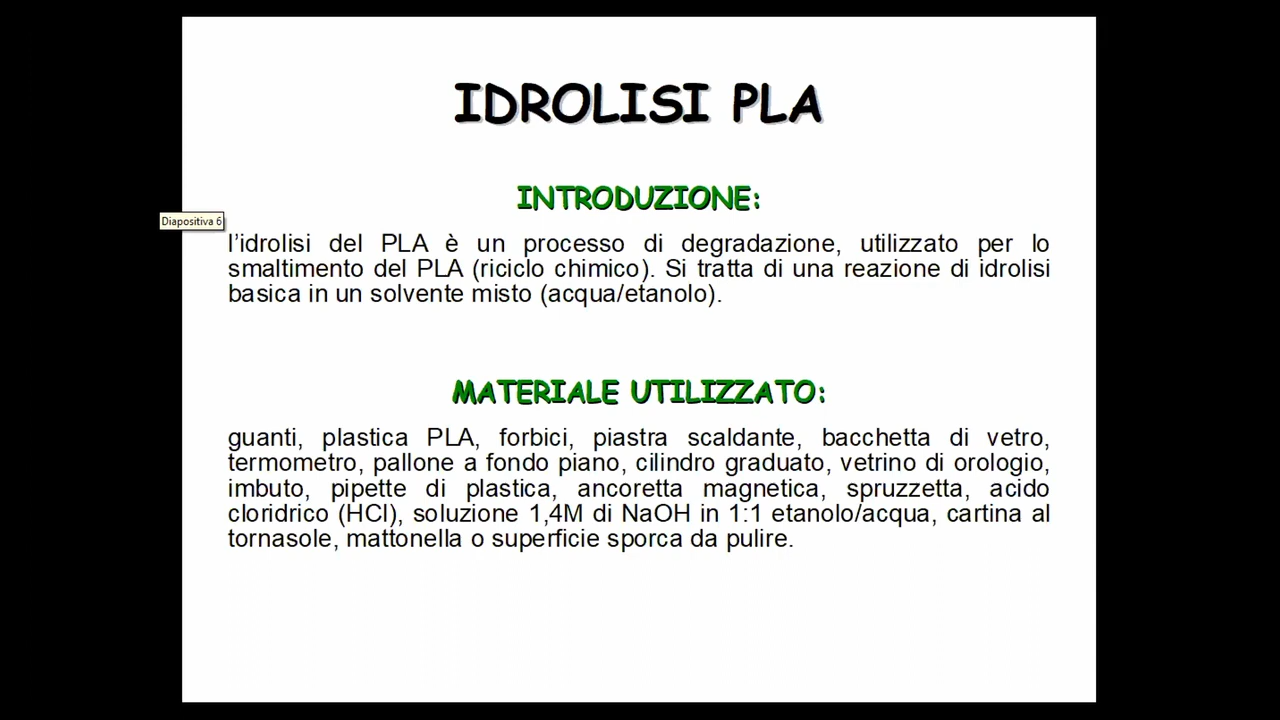 IDROLISI PLA
INTRODUZIONE:
Diapositiva 6
l’idrolisi del PLA è un processo di degradazione, utilizzato per lo
smaltimento del PLA (riciclo chimico). Si tratta di una reazione di idrolisi
basica in un solvente misto (acqua/etanolo).
MATERIALE UTILIZZATO:
guanti, plastica PLA, forbici, piastra scaldante, bacchetta di vetro,
termometro, pallone a fondo piano, cilindro graduato, vetrino di orologio,
imbuto, pipette di plastica, ancoretta magnetica, spruzzetta, acido
cloridrico (HCl), soluzione 1,4M di NaOH in 1:1 etanolo/acqua, cartina al
tornasole, mattonella o superficie sporca da pulire.